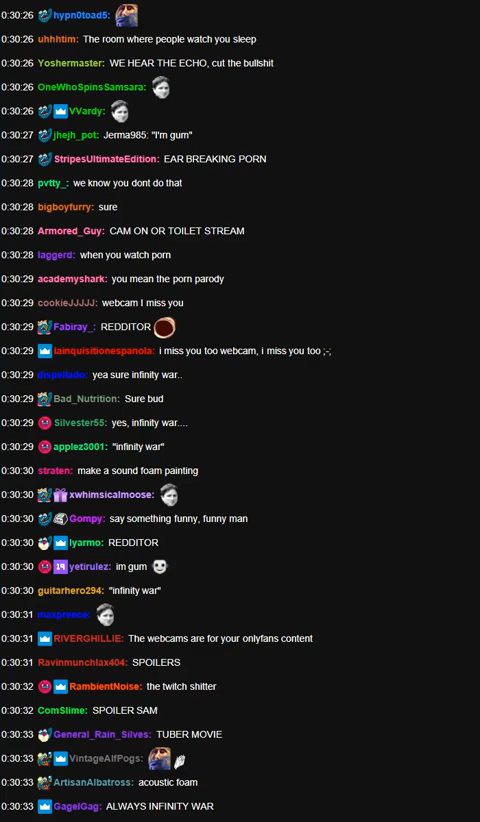 0:30:26 hypn0toad5:
0:30:26 uhhhtim: The room where people watch you sleep
0:30:26 Yoshermaster: WE HEAR THE ECHO, cut the bullshit
0:30:26 OneWhoSpinsSamsara:
0:30:26 VVardy:
0:30:27 jhejh_pot: Jerma985: "I'm gum"
0:30:27 StripesUltimateEdition: EAR BREAKING PORN
0:30:28 pvtty_: we know you dont do that
0:30:28 bigboyfurry: sure
0:30:28 Armored_Guy: CAM ON OR TOILET STREAM
0:30:28 laggerd: when you watch porn
0:30:29 academyshark: you mean the porn parody
0:30:29 cookieJJJJJ: webcam I miss you
0:30:29 Fabiray_: REDDITOR
0:30:29 lainquisitionespanola: i miss you too webcam, i miss you too ;-;
0:30:29 dispelludo: yea sure infinity war..
0:30:29 Bad_Nutrition: Sure bud
0:30:29 Silvester55: yes, infinity war....
0:30:29 applez3001: "infinity war"
0:30:30 straten: make a sound foam painting
0:30:30 xwhimsicalmoose:
0:30:30 Gompy: say something funny, funny man
0:30:30 lyarmo: REDDITOR
0:30:30 19 yetirulez: im gum
0:30:30 guitarhero294: "infinity war"
0:30:31 maxpreece:
0:30:31 RIVERGHILLIE: The webcams are for your onlyfans content
0:30:31 Ravinmunchlax404: SPOILERS
0:30:32 RambientNoise: the twitch shitter
0:30:32 ComSlime: SPOILER SAM
0:30:33 General_Rain_Silves: TUBER MOVIE
0:30:33 VintageAlfPogs:
0:30:33 ArtisanAlbatross: acoustic foam
0:30:33 GagelGag: ALWAYS INFINITY WAR